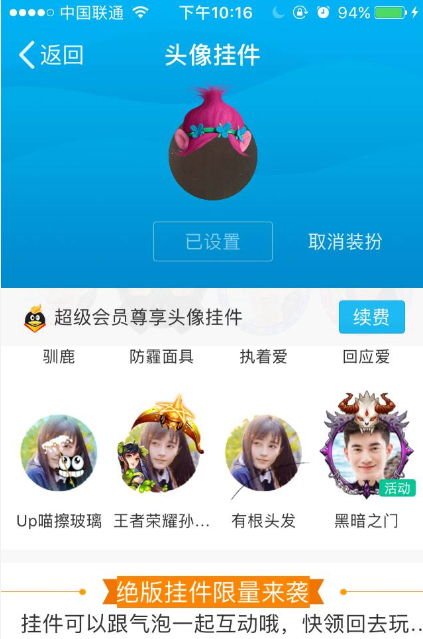 中国联通 下午10:16 94%
返回 头像挂件
已设置 取消装扮
超级会员尊享头像挂件 续费
驯鹿 防霾面具 执着爱 回应爱
活动
Up喵擦玻璃 王者荣耀孙... 有根头发 黑暗之门
绝版挂件限量来袭
挂件可以跟气泡一起互动哦，快领回去玩...